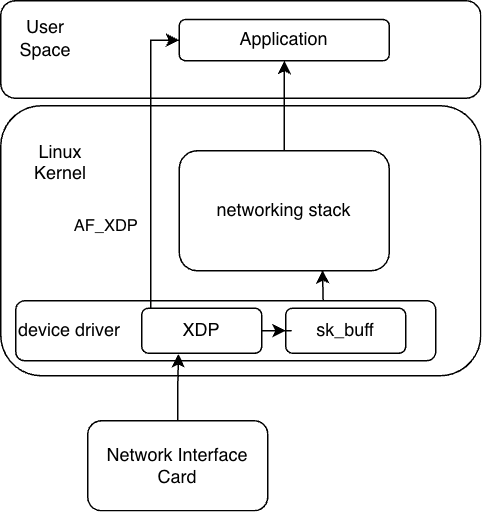 User
Space
Application
Linux
Kernel
networking stack
AF_XDP
device driver
XDP
sk_buff
Network Interface
Card